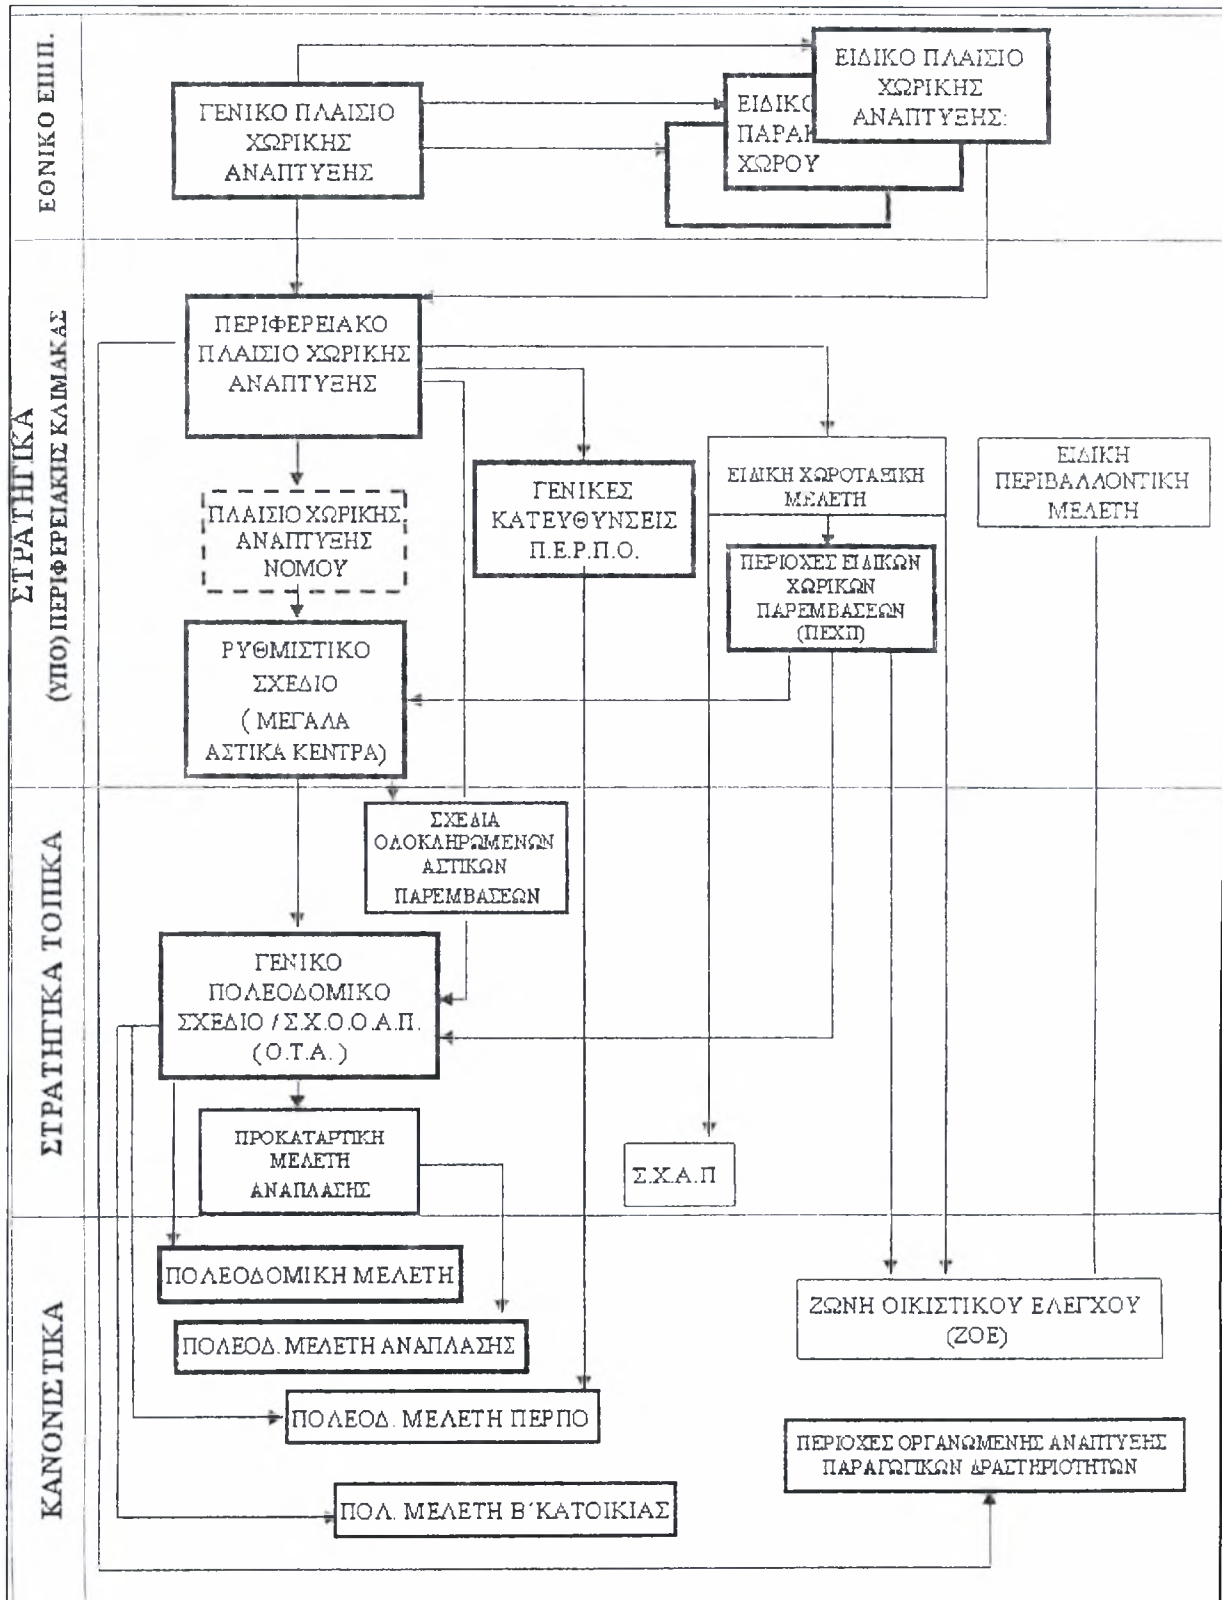 ΕΘΝΙΚΟ ΕΠΙΠ.
ΓΕΝΙΚΟ ΠΛΑΙΣΙΟ
ΧΩΡΙΚΗΣ
ΑΝΑΠΤΥΞΗΣ
ΕΙΔΙΚΟ ΠΛΑΙΣΙΟ
ΧΩΡΙΚΗΣ
ΑΝΑΠΤΥΞΗΣ:
ΕΙΔΙΚΟ
ΠΑΡΑΚ
ΧΩΡΟΥ
ΣΤΡΑΤΗΓΙΚΑ
(ΥΠΟ) ΠΕΡΙΦΕΡΕΙΑΚΗΣ ΚΛΙΜΑΚΑΣ
ΠΕΡΙΦΕΡΕΙΑΚΟ
ΠΛΑΙΣΙΟ ΧΩΡΙΚΗΣ
ΑΝΑΠΤΥΞΗΣ
ΠΛΑΙΣΙΟ ΧΩΡΙΚΗΣ
ΑΝΑΠΤΥΞΗΣ
ΝΟΜΟΥ
ΓΕΝΙΚΕΣ
ΚΑΤΕΥΘΥΝΣΕΙΣ
Π.Ε.Ρ.Π.Ο.
ΕΙΔΙΚΗ ΧΩΡΟΤΑΞΙΚΗ
ΜΕΛΕΤΗ
ΕΙΔΙΚΗ
ΠΕΡΙΒΑΛΛΟΝΤΙΚΗ
ΜΕΛΕΤΗ
ΠΕΡΙΟΧΕΣ ΕΙΔΙΚΩΝ
ΧΩΡΙΚΩΝ
ΠΑΡΕΜΒΑΣΕΩΝ
(ΠΕΧΠ)
ΡΥΘΜΙΣΤΙΚΟ
ΣΧΕΔΙΟ
( ΜΕΓΑΛΑ
ΑΣΤΙΚΑ ΚΕΝΤΡΑ)
ΣΤΡΑΤΗΓΙΚΑ ΤΟΠΙΚΑ
ΣΧΕΔΙΑ
ΟΛΟΚΛΗΡΩΜΕΝΩΝ
ΑΣΤΙΚΩΝ
ΠΑΡΕΜΒΑΣΕΩΝ
ΓΕΝΙΚΟ
ΠΟΛΕΟΔΟΜΙΚΟ
ΣΧΕΔΙΟ / Σ.Χ.Ο.Ο.Α.Π.
(Ο.Τ.Α.)
ΠΡΟΚΑΤΑΡΤΙΚΗ
ΜΕΛΕΤΗ
ΑΝΑΠΛΑΣΗΣ
Σ.Χ.Α.Π
ΚΑΝΟΝΙΣΤΙΚΑ
ΠΟΛΕΟΔΟΜΙΚΗ ΜΕΛΕΤΗ
ΠΟΛΕΟΔ. ΜΕΛΕΤΗ ΑΝΑΠΛΑΣΗΣ
ΠΟΛΕΟΔ. ΜΕΛΕΤΗ ΠΕΡΠΟ
ΠΟΛ. ΜΕΛΕΤΗ Β΄ ΚΑΤΟΙΚΙΑΣ
ΖΩΝΗ ΟΙΚΙΣΤΙΚΟΥ ΕΛΕΓΧΟΥ
(ΖΟΕ)
ΠΕΡΙΟΧΕΣ ΟΡΓΑΝΩΜΕΝΗΣ ΑΝΑΠΤΥΞΗΣ
ΠΑΡΑΓΩΓΙΚΩΝ ΔΡΑΣΤΗΡΙΟΤΗΤΩΝ